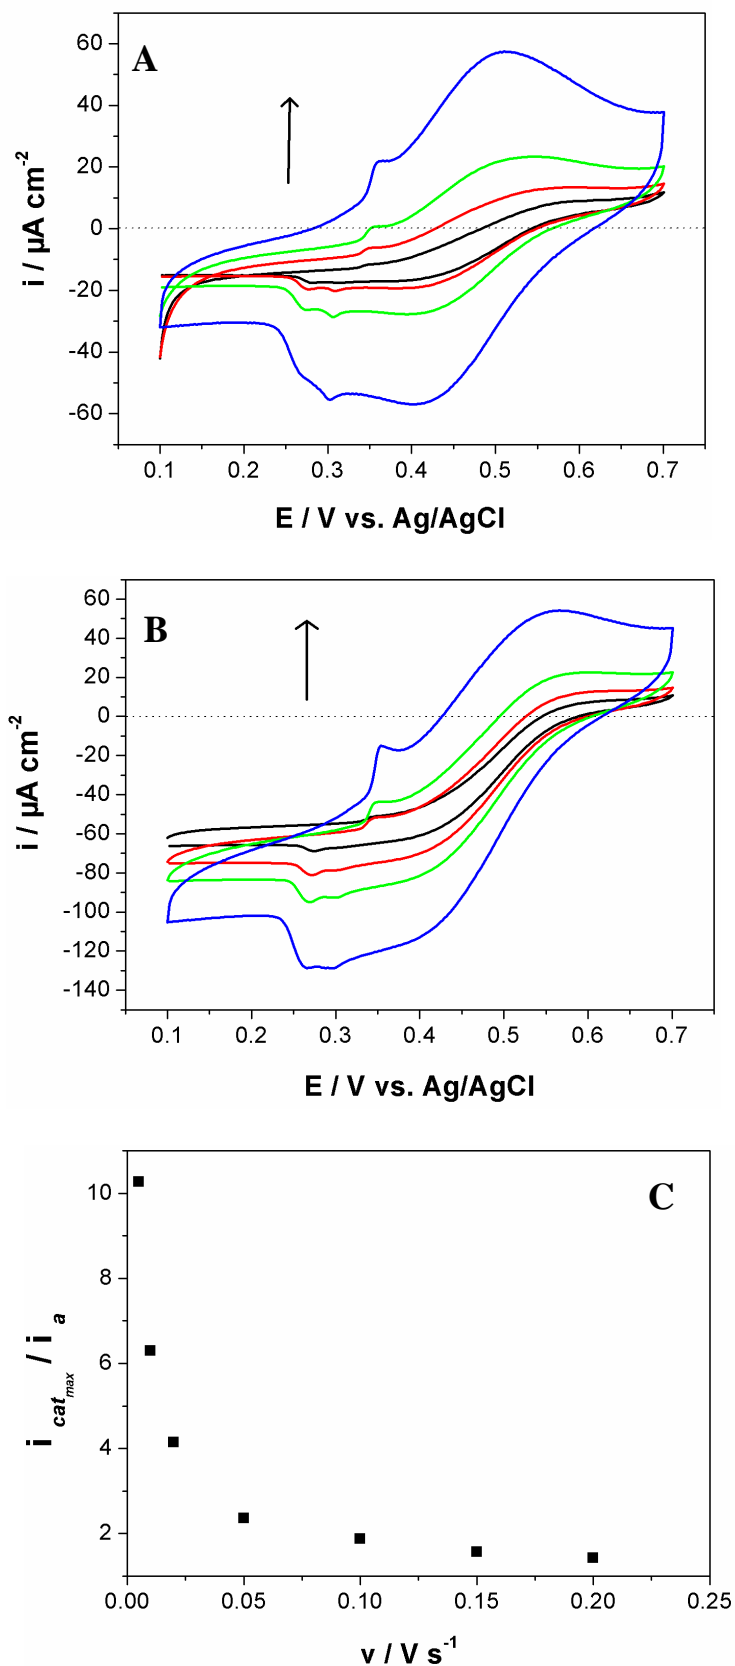 A
i / µA cm-2
60
40
20
0
-20
-40
-60
0.1 0.2 0.3 0.4 0.5 0.6 0.7
E / V vs. Ag/AgCl
B
i / µA cm-2
60
40
20
0
-20
-40
-60
-80
-100
-120
-140
0.1 0.2 0.3 0.4 0.5 0.6 0.7
E / V vs. Ag/AgCl
C
i catmax / i a
10
8
6
4
2
0.00 0.05 0.10 0.15 0.20 0.25
v / V s-1